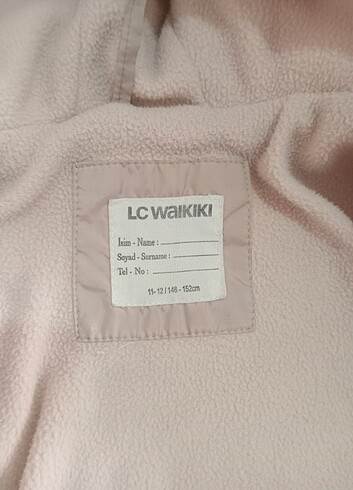 LC WAIKIKI
İsim - Name :
Soyad - Surname :
Tel - No :
11-12 / 146 - 152cm